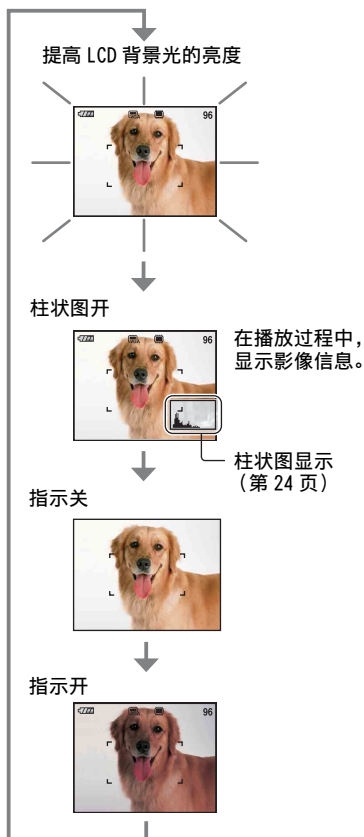 提高 LCD 背景光的亮度
96
柱状图开
96
在播放过程中，
显示影像信息。
柱状图显示
（第 24 页）
指示关
指示开
96